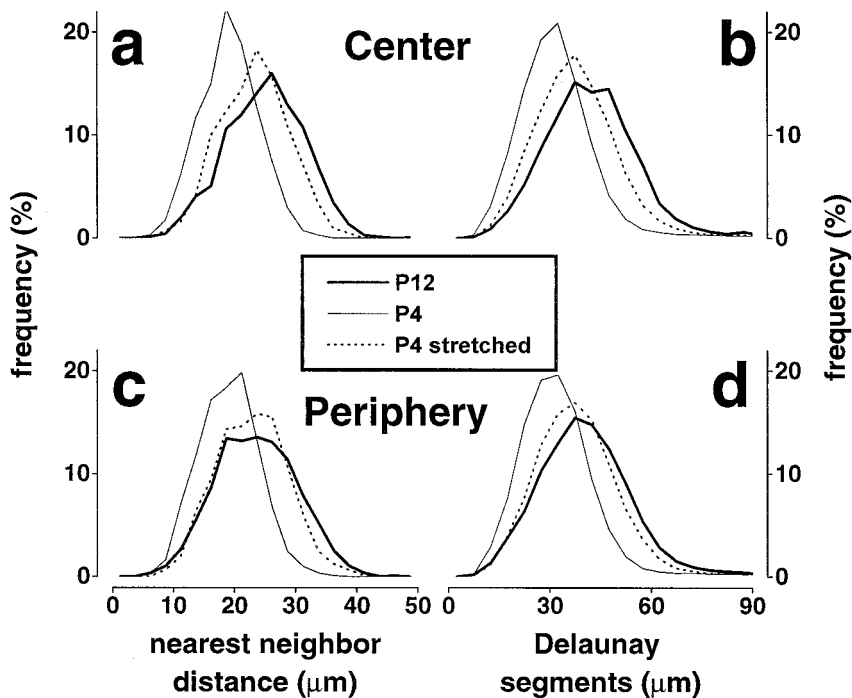 a
Center
b
20
20
10
10
0
0
frequency (%)
frequency (%)
P12
P4
P4 stretched
c
Periphery
d
20
20
10
10
0
0
0 10 20 30 40 50
0 30 60 90
nearest neighbor
distance (μm)
Delaunay
segments (μm)